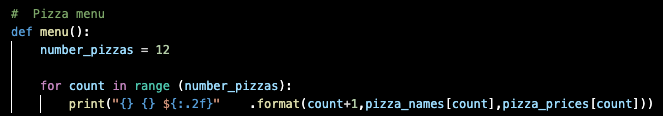 #  Pizza menu
def menu():
    number_pizzas = 12

    for count in range (number_pizzas):
        print("{} {} ${:.2f}"    .format(count+1,pizza_names[count],pizza_prices[count]))